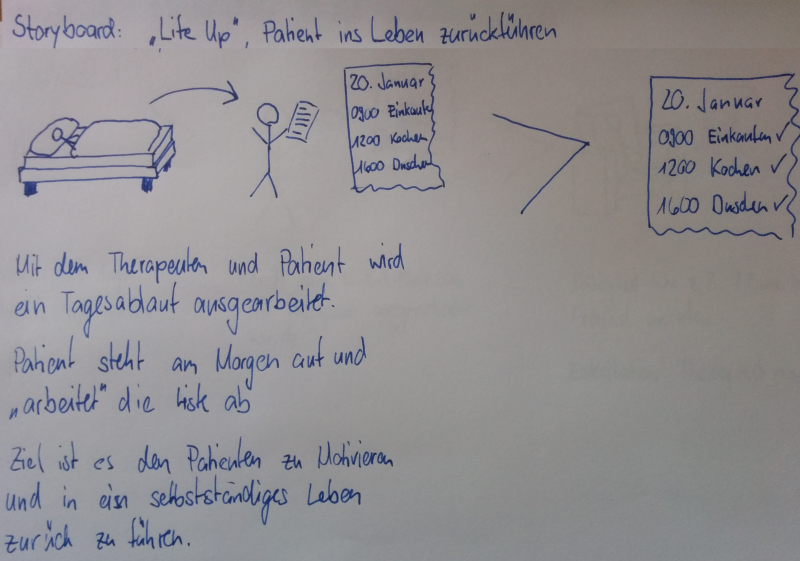 Storyboard: „Life Up", Patient ins Leben zurückführen
20. Januar
0900 Einkaufen
1200 Kochen
1600 Duschen
20. Januar
0900 Einkaufen ✓
1200 Kochen ✓
1600 Duschen ✓
Mit dem Therapeuten und Patient wird
ein Tagesablauf ausgearbeitet.
Patient steht am Morgen auf und
„arbeitet" die Liste ab
Ziel ist es den Patienten zu Motivieren
und in ein selbstständiges Leben
zurück zu führen.